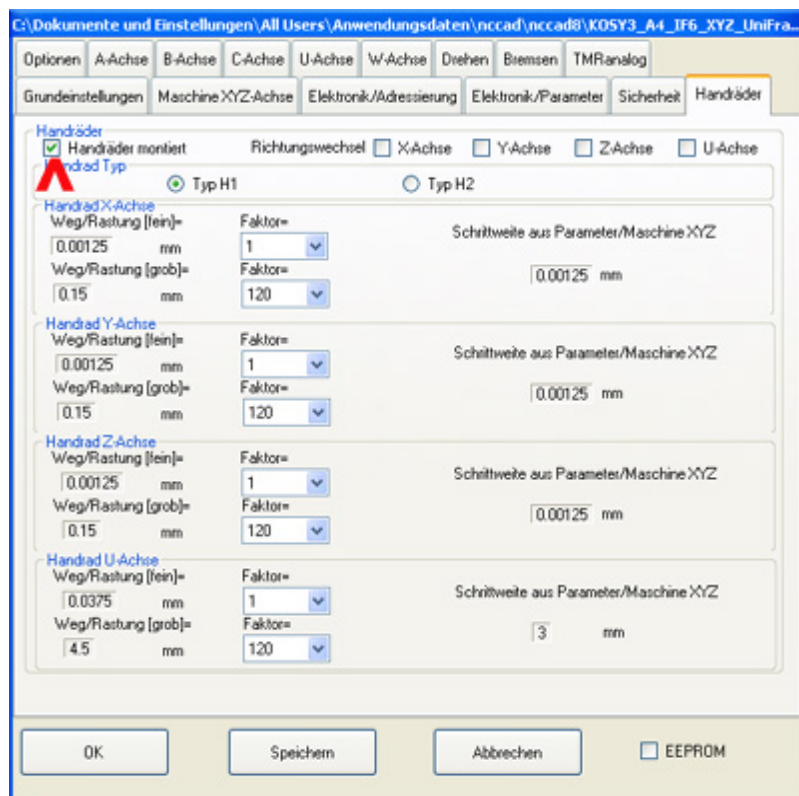 C:\Dokumente und Einstellungen\All Users\Anwendungsdaten\nccad\nccad8\KOSY3_A4_IF6_XYZ_UniFra...
Optionen A-Achse B-Achse C-Achse U-Achse W-Achse Drehen Bremsen TMRanalog
Grundeinstellungen Maschine XYZ-Achse Elektronik/Adressierung Elektronik/Parameter Sicherheit Handräder
Handräder
Handräder montiert Richtungswechsel X-Achse Y-Achse Z-Achse U-Achse
Handrad Typ
Typ H1 Typ H2
Handrad X-Achse
Weg/Rastung [fein]= Faktor= Schrittweite aus Parameter/Maschine XYZ
0.00125 mm 1
Weg/Rastung [grob]= Faktor= 0.00125 mm
0.15 mm 120
Handrad Y-Achse
Weg/Rastung [fein]= Faktor= Schrittweite aus Parameter/Maschine XYZ
0.00125 mm 1
Weg/Rastung [grob]= Faktor= 0.00125 mm
0.15 mm 120
Handrad Z-Achse
Weg/Rastung [fein]= Faktor= Schrittweite aus Parameter/Maschine XYZ
0.00125 mm 1
Weg/Rastung [grob]= Faktor= 0.00125 mm
0.15 mm 120
Handrad U-Achse
Weg/Rastung [fein]= Faktor= Schrittweite aus Parameter/Maschine XYZ
0.0375 mm 1
Weg/Rastung [grob]= Faktor= 3 mm
4.5 mm 120
OK Speichern Abbrechen EEPROM